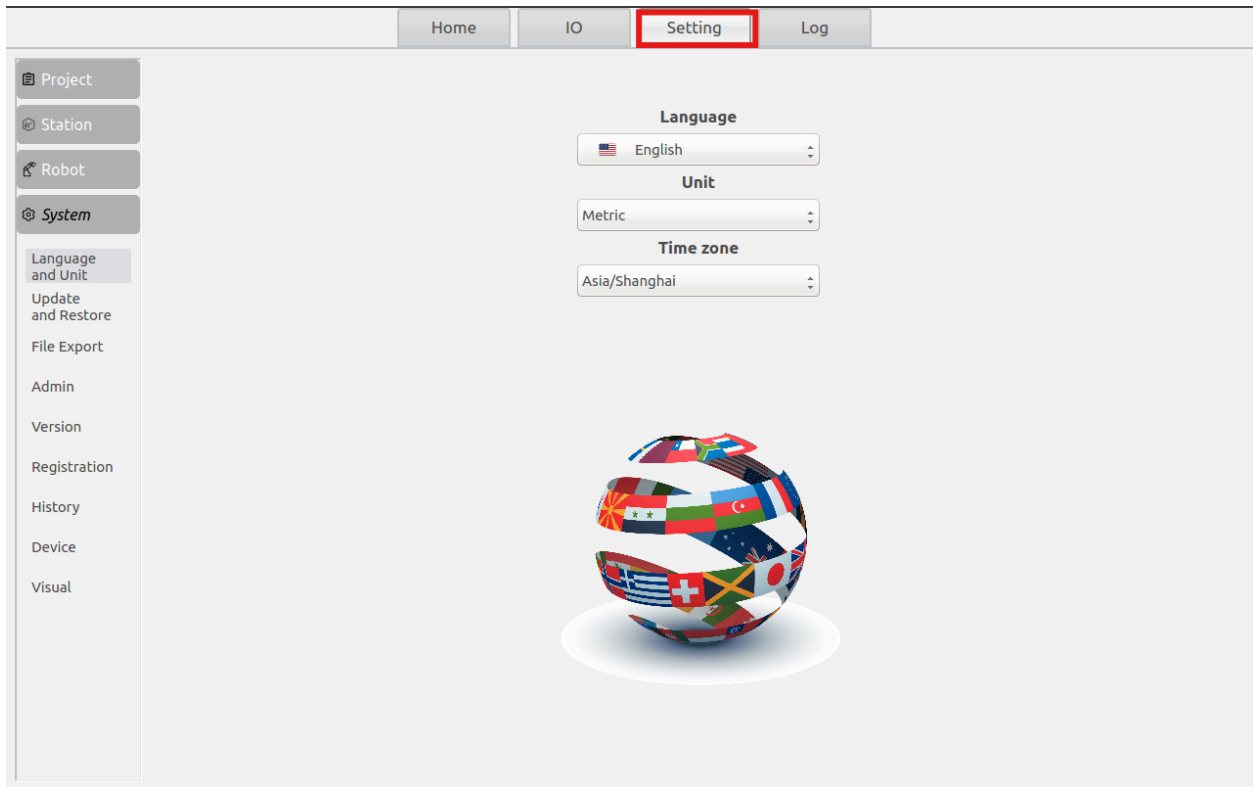 Home
IO
Setting
Log
Project
Station
Robot
System
Language
and Unit
Update
and Restore
File Export
Admin
Version
Registration
History
Device
Visual
Language
English
Unit
Metric
Time zone
Asia/Shanghai